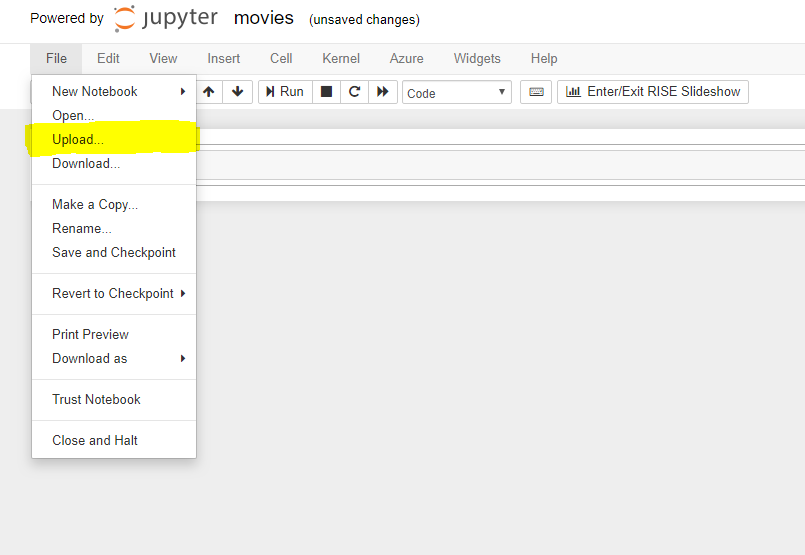 Powered by jupyter movies (unsaved changes)
File Edit View Insert Cell Kernel Azure Widgets Help
Run Code Enter/Exit RISE Slideshow
New Notebook
Open...
Upload...
Download...
Make a Copy...
Rename...
Save and Checkpoint
Revert to Checkpoint
Print Preview
Download as
Trust Notebook
Close and Halt